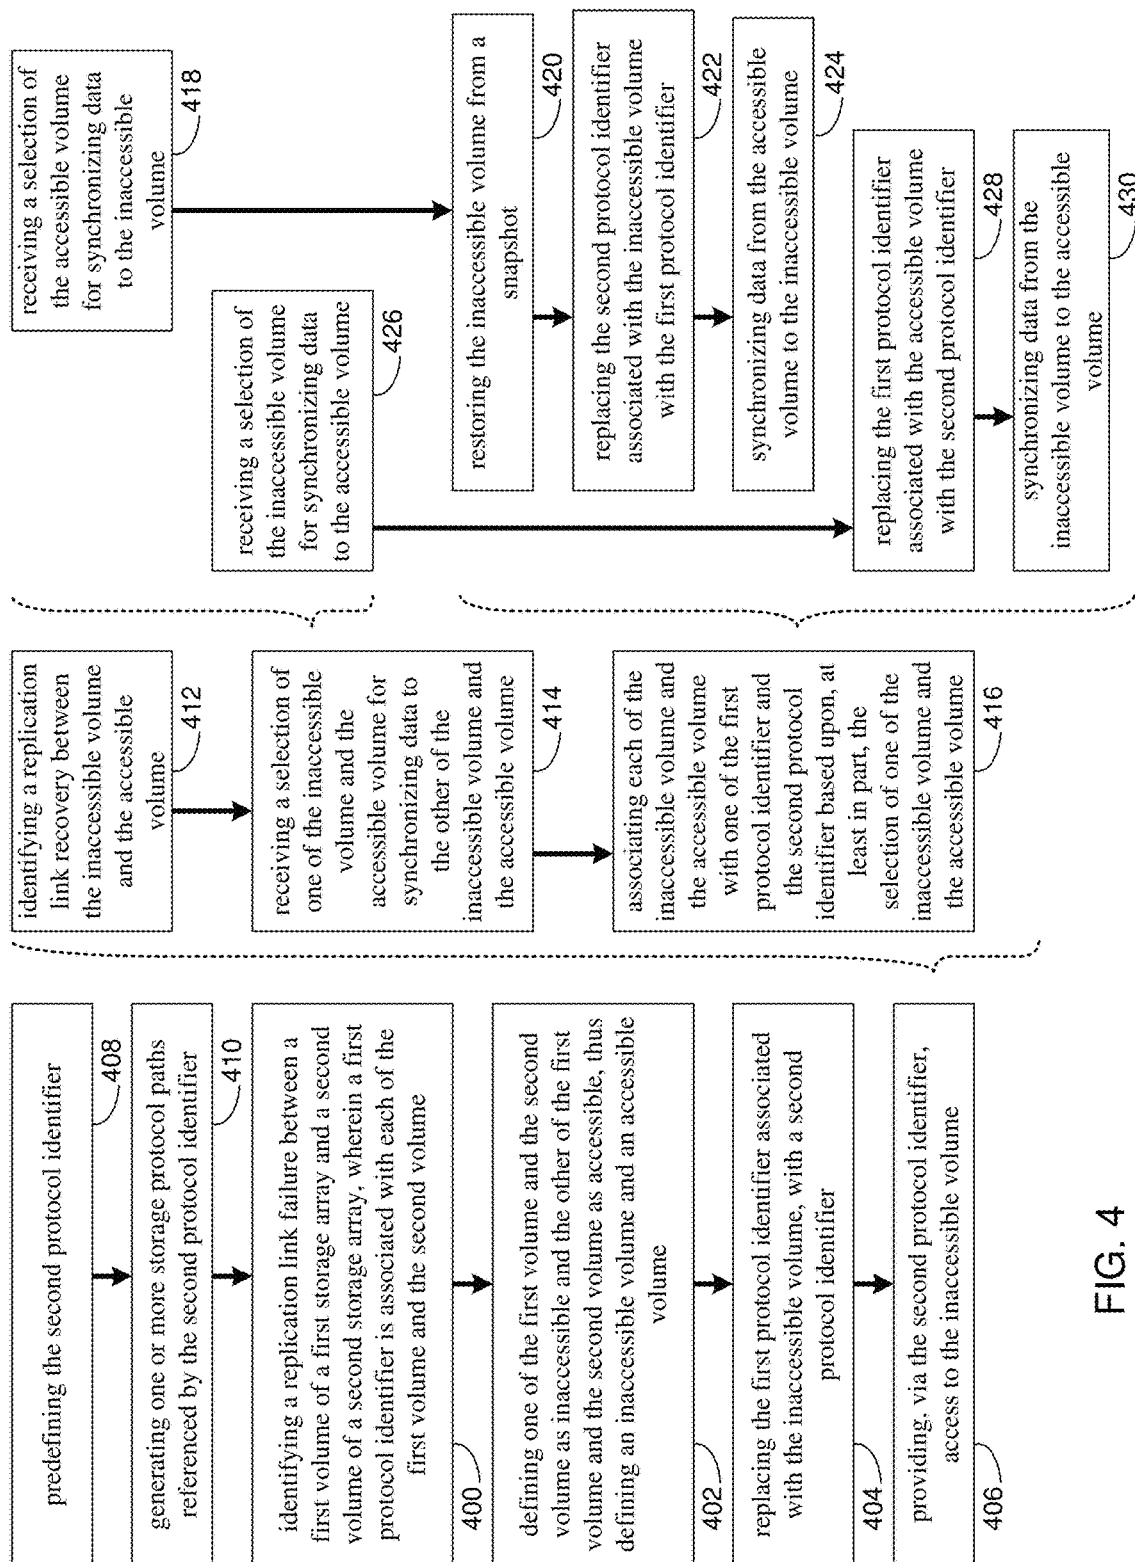 predefining the second protocol identifier
408
generating one or more storage protocol paths
referenced by the second protocol identifier
410
identifying a replication link failure between a
first volume of a first storage array and a second
volume of a second storage array, wherein a first
protocol identifier is associated with each of the
first volume and the second volume
400
defining one of the first volume and the second
volume as inaccessible and the other of the first
volume and the second volume as accessible, thus
defining an inaccessible volume and an accessible
volume
402
replacing the first protocol identifier associated
with the inaccessible volume, with a second
protocol identifier
404
providing, via the second protocol identifier,
access to the inaccessible volume
406
identifying a replication
link recovery between
the inaccessible volume
and the accessible
volume
412
receiving a selection of
one of the inaccessible
volume and the
accessible volume for
synchronizing data to
the other of the
inaccessible volume and
the accessible volume
414
associating each of the
inaccessible volume and
the accessible volume
with one of the first
protocol identifier and
the second protocol
identifier based upon, at
least in part, the
selection of one of the
inaccessible volume and
the accessible volume
416
receiving a selection of
the accessible volume
for synchronizing data
to the inaccessible
volume
418
receiving a selection of
the inaccessible volume
for synchronizing data
to the accessible volume
426
restoring the inaccessible volume from a
snapshot
420
replacing the second protocol identifier
associated with the inaccessible volume
with the first protocol identifier
422
synchronizing data from the accessible
volume to the inaccessible volume
424
replacing the first protocol identifier
associated with the accessible volume
with the second protocol identifier
428
synchronizing data from the
inaccessible volume to the accessible
volume
430
FIG. 4